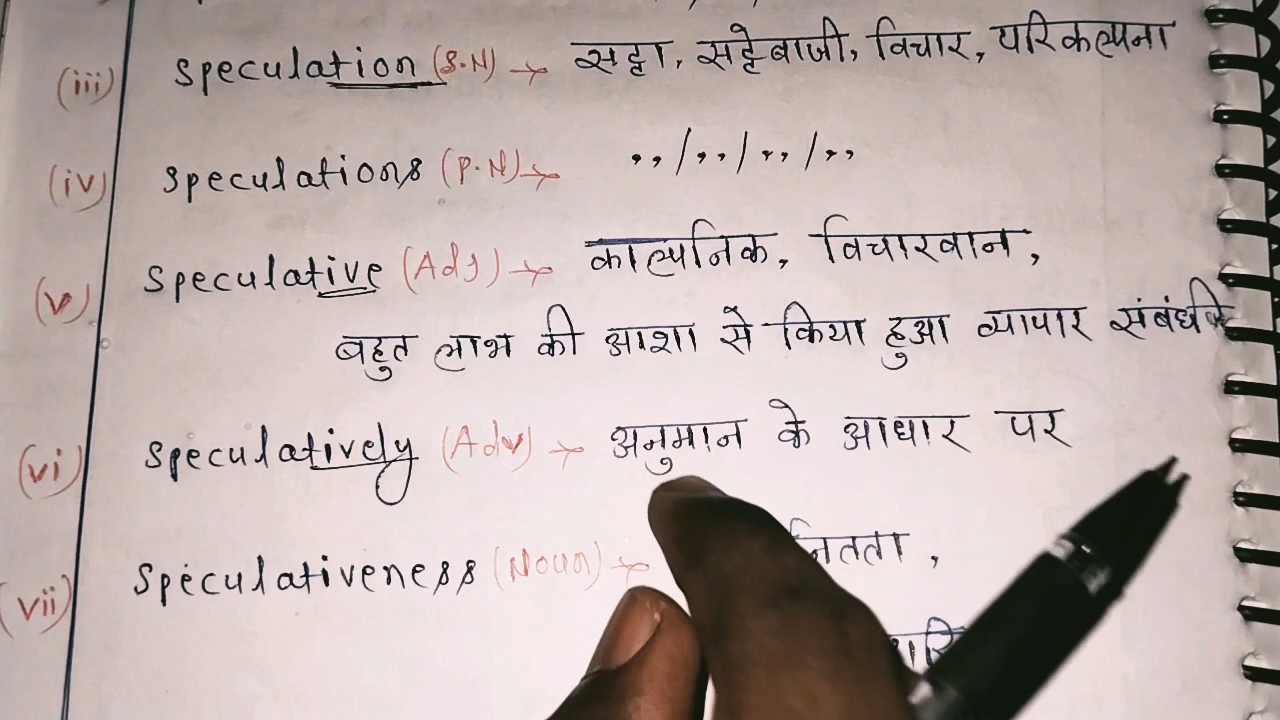 (iii) speculation (S.N) → सट्टा, सट्टेबाजी, विचार, परिकल्पना
(iv) speculations (P.N) → ,,/,,/,,/,,
(v) speculative (Adj) → काल्पनिक, विचारवान,
बहुत लाभ की आशा से किया हुआ व्यापार संबंधी
(vi) speculatively (Adv) → अनुमान के आधार पर
(vii) speculativeness (Noun) →